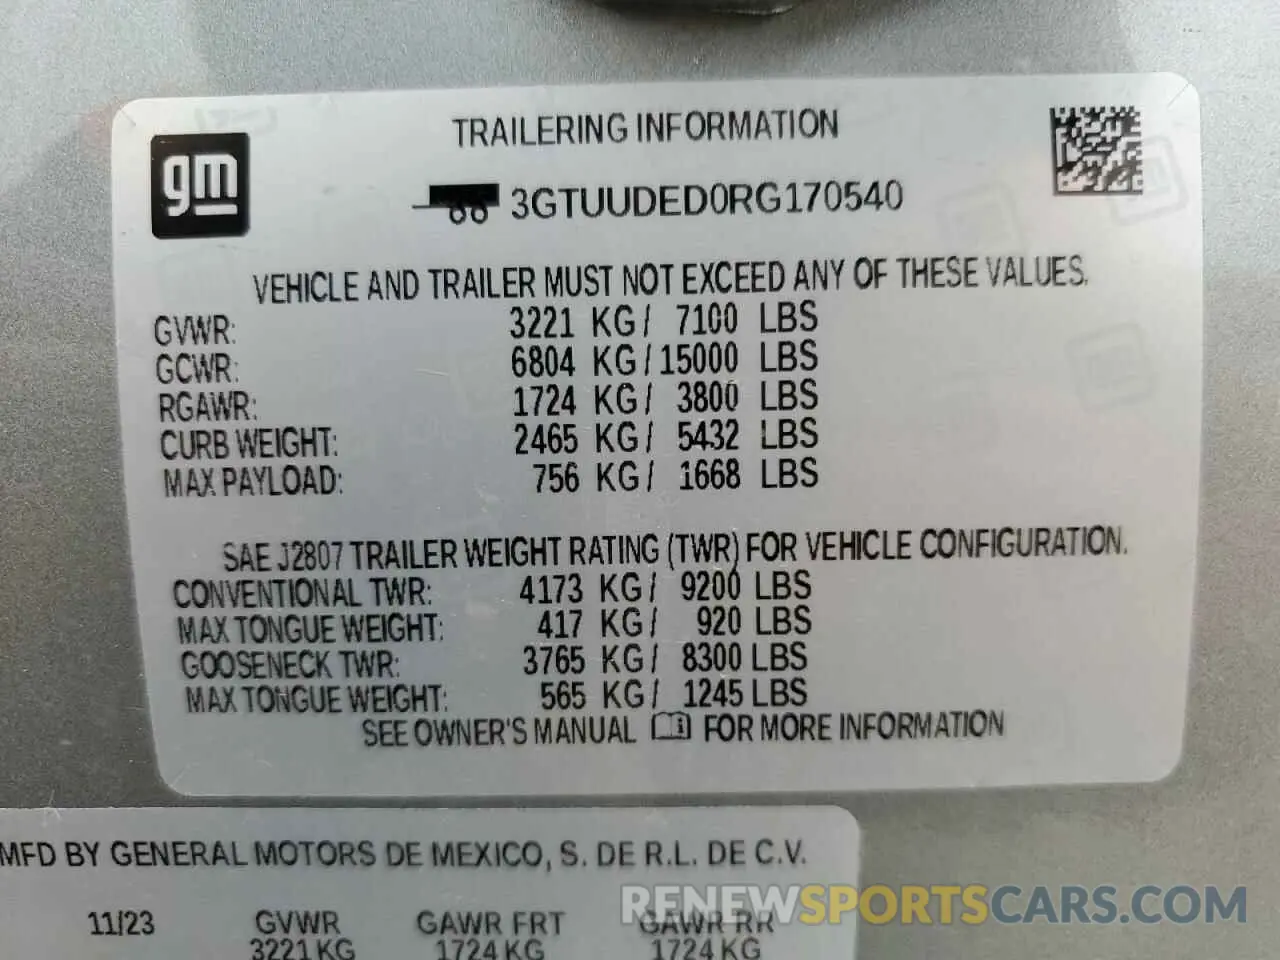 gm
TRAILERING INFORMATION
3GTUUDED0RG170540
VEHICLE AND TRAILER MUST NOT EXCEED ANY OF THESE VALUES.
GVWR: 3221 KG/ 7100 LBS
GCWR: 6804 KG/15000 LBS
RGAWR: 1724 KG/ 3800 LBS
CURB WEIGHT: 2465 KG/ 5432 LBS
MAX PAYLOAD: 756 KG/ 1668 LBS
SAE J2807 TRAILER WEIGHT RATING (TWR) FOR VEHICLE CONFIGURATION.
CONVENTIONAL TWR: 4173 KG/ 9200 LBS
MAX TONGUE WEIGHT: 417 KG/ 920 LBS
GOOSENECK TWR: 3765 KG/ 8300 LBS
MAX TONGUE WEIGHT: 565 KG/ 1245 LBS
SEE OWNER'S MANUAL FOR MORE INFORMATION
MFD BY GENERAL MOTORS DE MEXICO, S. DE R.L. DE C.V.
11/23 GVWR GAWR FRT GAWR RR
3221 KG 1724 KG 1724 KG
RENEWSPORTSCARS.COM